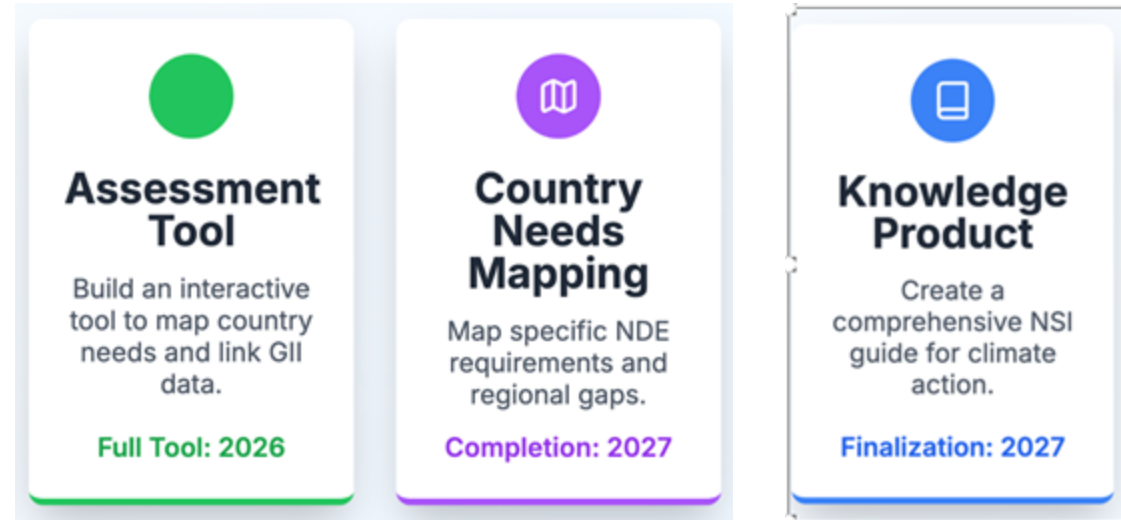 Assessment
Tool
Build an interactive
tool to map country
needs and link GII
data.
Full Tool: 2026
Country
Needs
Mapping
Map specific NDE
requirements and
regional gaps.
Completion: 2027
Knowledge
Product
Create a
comprehensive NSI
guide for climate
action.
Finalization: 2027